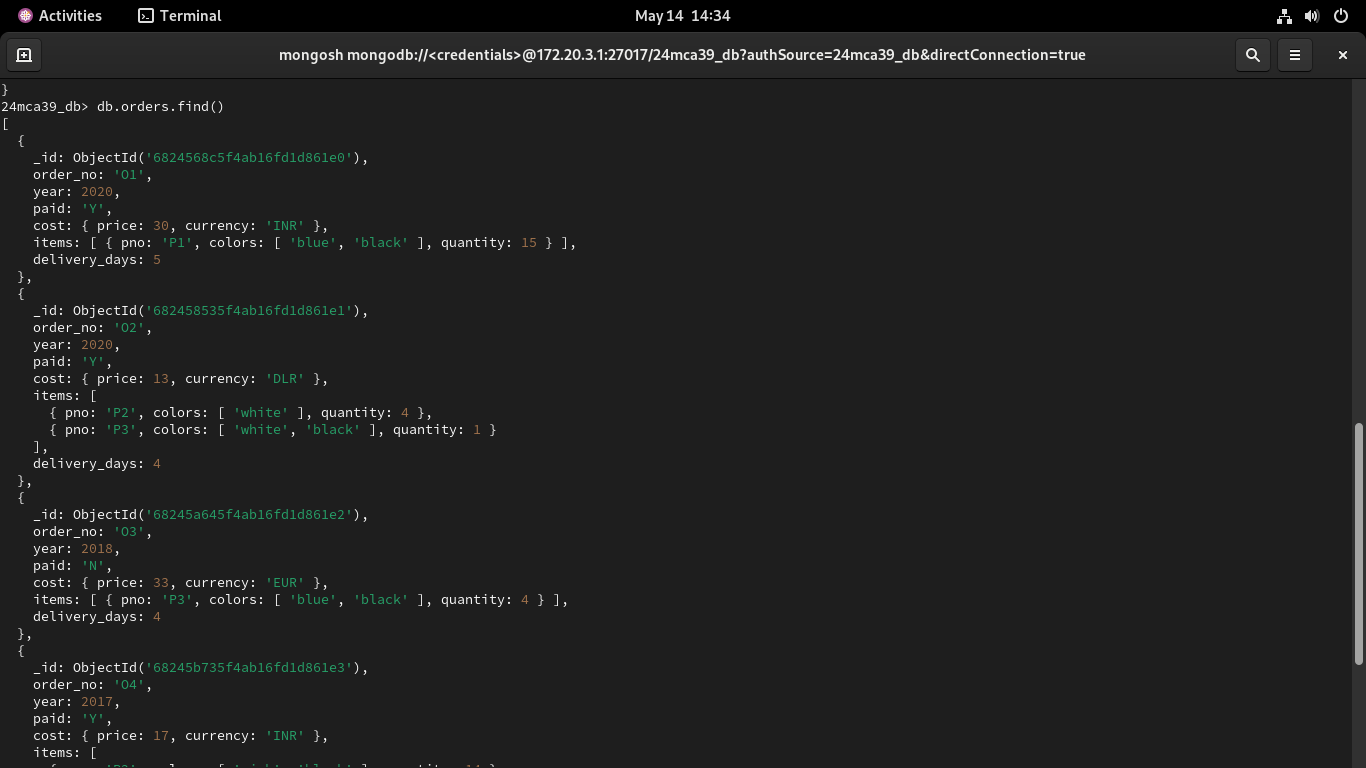 Activities Terminal May 14 14:34
mongosh mongodb://<credentials>@172.20.3.1:27017/24mca39_db?authSource=24mca39_db&directConnection=true
}
24mca39_db> db.orders.find()
[
  {
    _id: ObjectId('6824568c5f4ab16fd1d861e0'),
    order_no: 'O1',
    year: 2020,
    paid: 'Y',
    cost: { price: 30, currency: 'INR' },
    items: [ { pno: 'P1', colors: [ 'blue', 'black' ], quantity: 15 } ],
    delivery_days: 5
  },
  {
    _id: ObjectId('682458535f4ab16fd1d861e1'),
    order_no: 'O2',
    year: 2020,
    paid: 'Y',
    cost: { price: 13, currency: 'DLR' },
    items: [
      { pno: 'P2', colors: [ 'white' ], quantity: 4 },
      { pno: 'P3', colors: [ 'white', 'black' ], quantity: 1 }
    ],
    delivery_days: 4
  },
  {
    _id: ObjectId('68245a645f4ab16fd1d861e2'),
    order_no: 'O3',
    year: 2018,
    paid: 'N',
    cost: { price: 33, currency: 'EUR' },
    items: [ { pno: 'P3', colors: [ 'blue', 'black' ], quantity: 4 } ],
    delivery_days: 4
  },
  {
    _id: ObjectId('68245b735f4ab16fd1d861e3'),
    order_no: 'O4',
    year: 2017,
    paid: 'Y',
    cost: { price: 17, currency: 'INR' },
    items: [